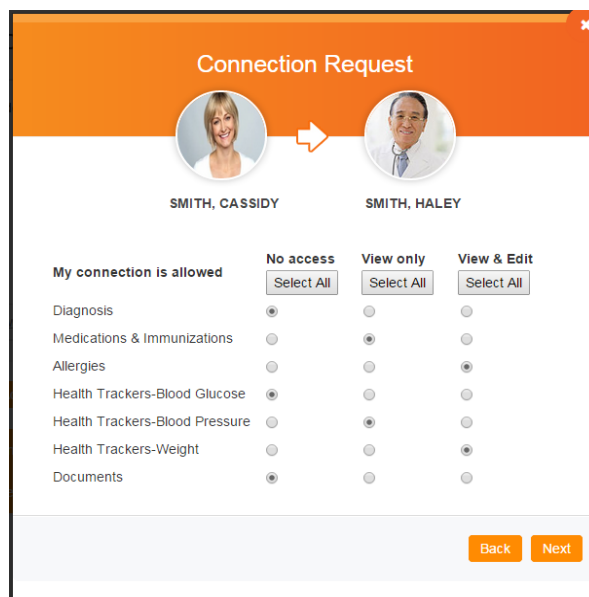 Connection Request
SMITH, CASSIDY SMITH, HALEY
No access View only View & Edit
My connection is allowed Select All Select All Select All
Diagnosis
Medications & Immunizations
Allergies
Health Trackers-Blood Glucose
Health Trackers-Blood Pressure
Health Trackers-Weight
Documents
Back Next